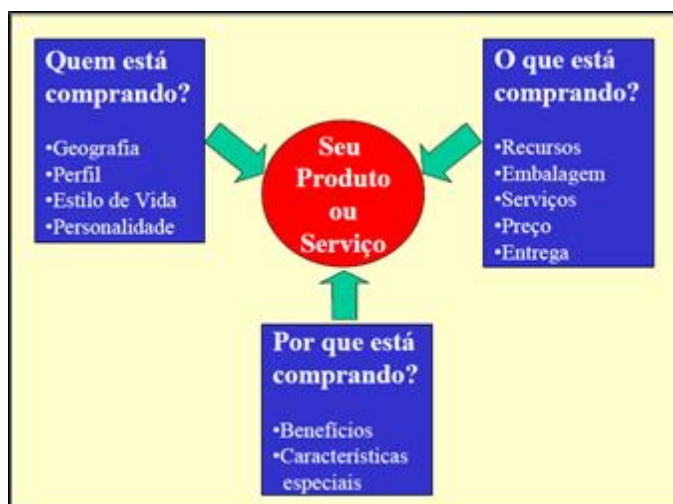 Quem está
comprando?
•Geografia
•Perfil
•Estilo de Vida
•Personalidade
Seu
Produto
ou
Serviço
O que está
comprando?
•Recursos
•Embalagem
•Serviços
•Preço
•Entrega
Por que está
comprando?
•Benefícios
•Características
especiais